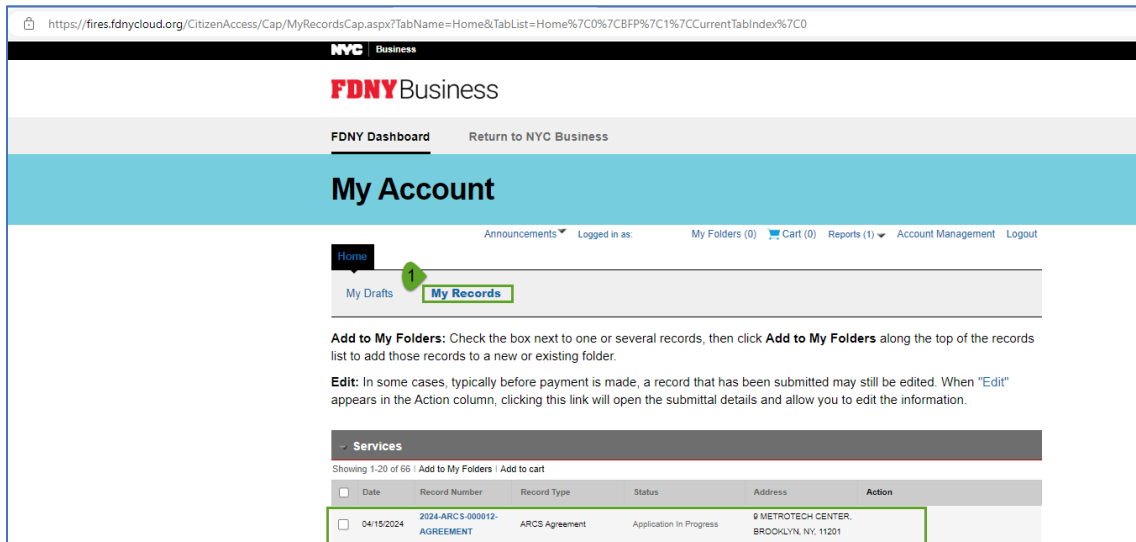 https://fires.fdnycloud.org/CitizenAccess/Cap/MyRecordsCap.aspx?TabName=Home&TabList=Home%7C0%7CBFP%7C1%7CCurrentTabIndex%7C0
NYC Business
FDNY Business
FDNY Dashboard Return to NYC Business
My Account
Announcements Logged in as: My Folders (0) Cart (0) Reports (1) Account Management Logout
Home
1
My Drafts My Records
Add to My Folders: Check the box next to one or several records, then click Add to My Folders along the top of the records
list to add those records to a new or existing folder.
Edit: In some cases, typically before payment is made, a record that has been submitted may still be edited. When "Edit"
appears in the Action column, clicking this link will open the submittal details and allow you to edit the information.
Services
Showing 1-20 of 66 | Add to My Folders | Add to cart
Date Record Number Record Type Status Address Action
04/15/2024 2024-ARCS-000012- ARCS Agreement Application In Progress 9 METROTECH CENTER,
AGREEMENT BROOKLYN, NY, 11201